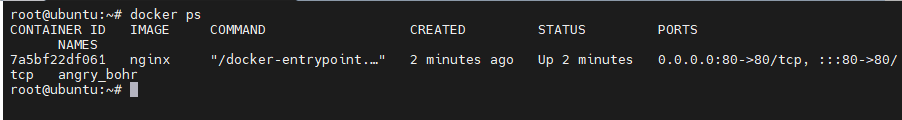 root@ubuntu:~# docker ps
CONTAINER ID   IMAGE     COMMAND                  CREATED         STATUS         PORTS
      NAMES
7a5bf22df061   nginx     "/docker-entrypoint.…"   2 minutes ago   Up 2 minutes   0.0.0.0:80->80/tcp, :::80->80/
tcp   angry_bohr
root@ubuntu:~#